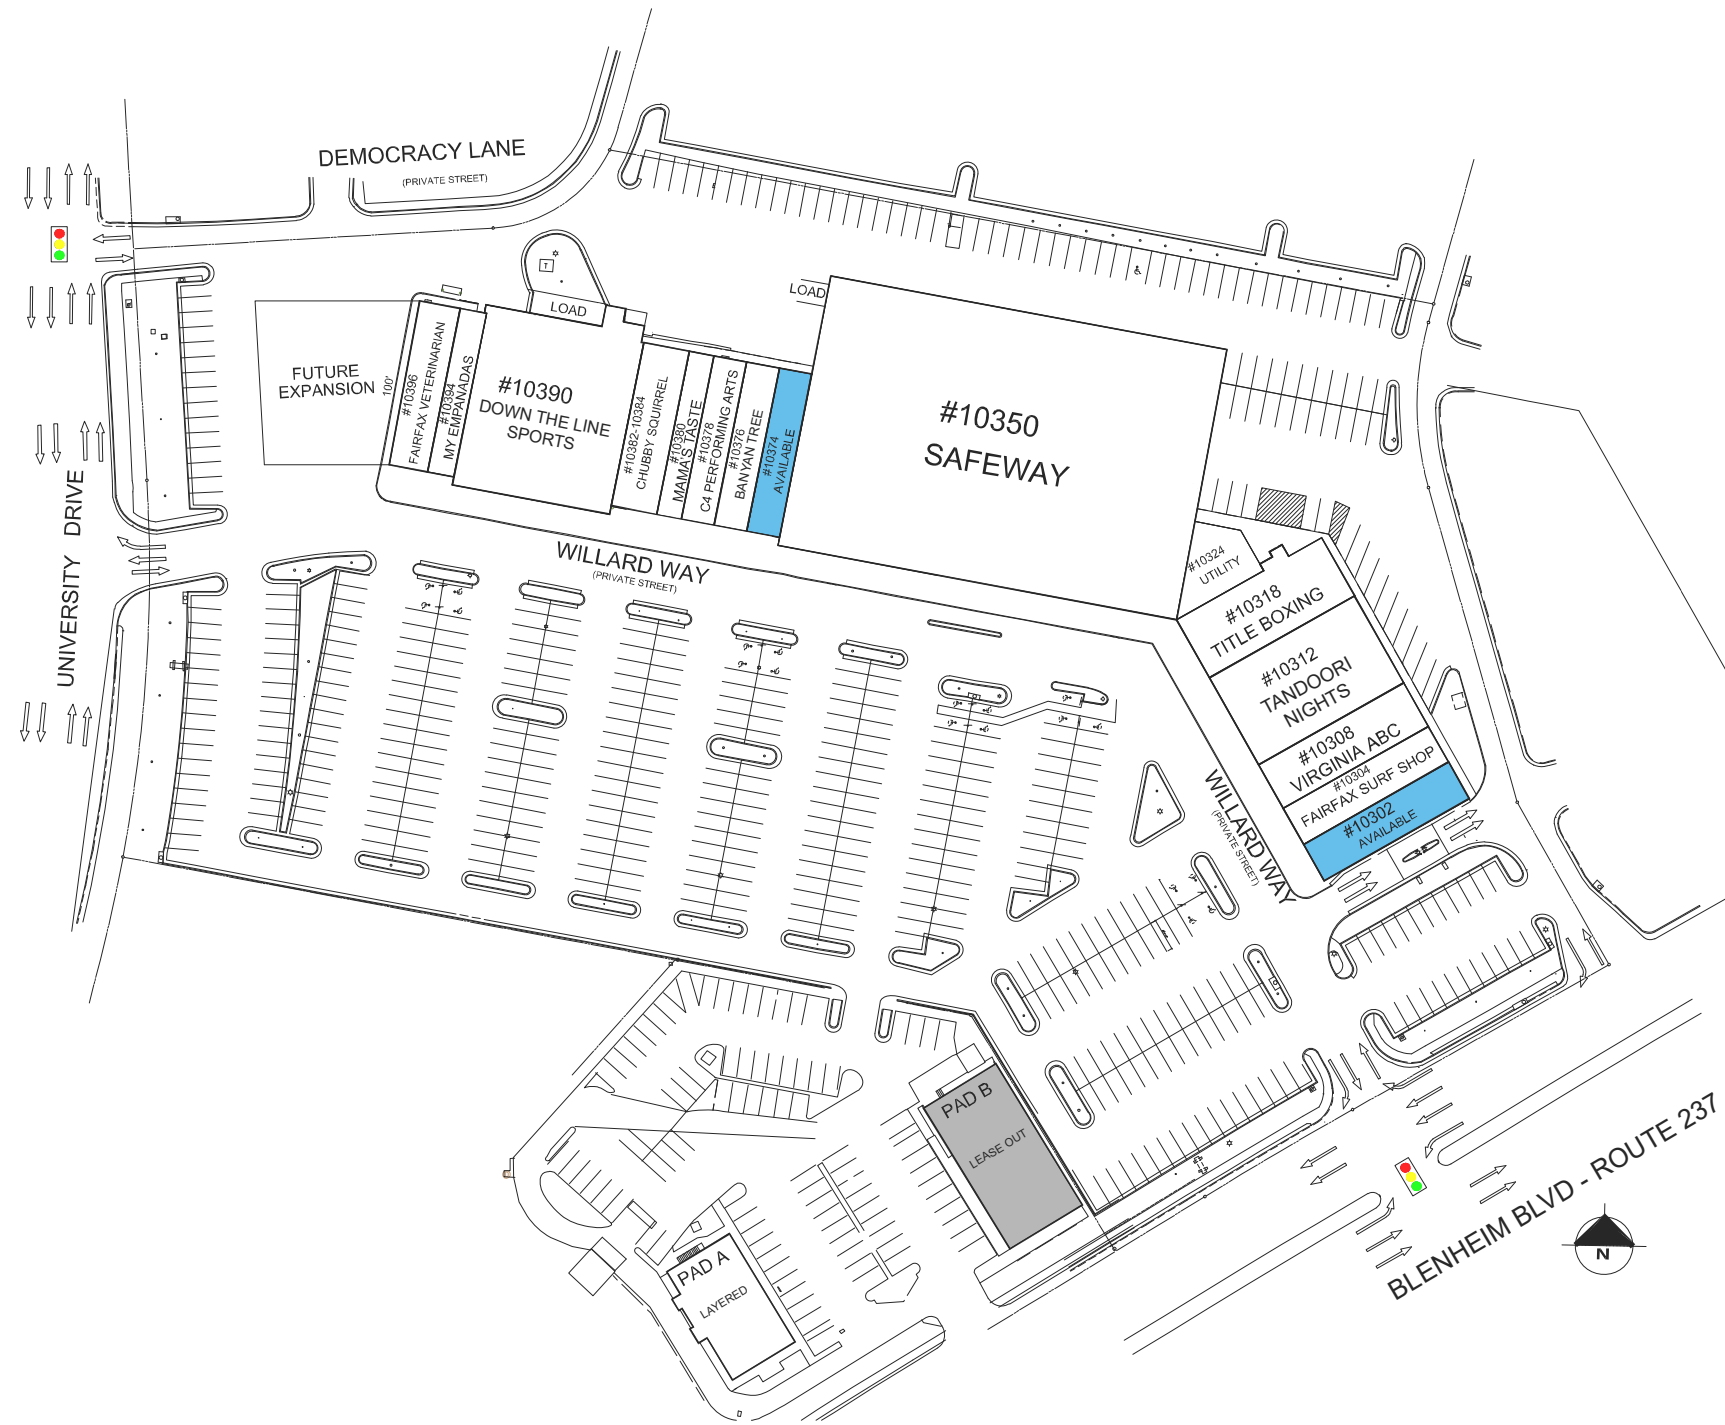 DEMOCRACY LANE
(PRIVATE STREET)
UNIVERSITY DRIVE
FUTURE
EXPANSION
100'
#10396
FAIRFAX VETERINARIAN
#10394
MY EMPANADAS
T
LOAD
#10390
DOWN THE LINE
SPORTS
#10382-10384
CHUBBY SQUIRREL
#10380
MAMA'S TASTE
#10378
C4 PERFORMING ARTS
#10376
BANYAN TREE
#10374
AVAILABLE
LOAD
#10350
SAFEWAY
#10324
UTILITY
#10318
TITLE BOXING
#10312
TANDOORI
NIGHTS
#10308
VIRGINIA ABC
#10304
FAIRFAX SURF SHOP
#10302
AVAILABLE
WILLARD WAY
(PRIVATE STREET)
WILLARD WAY
(PRIVATE STREET)
PAD B
LEASE OUT
PAD A
LAYERED
BLENHEIM BLVD - ROUTE 237
N